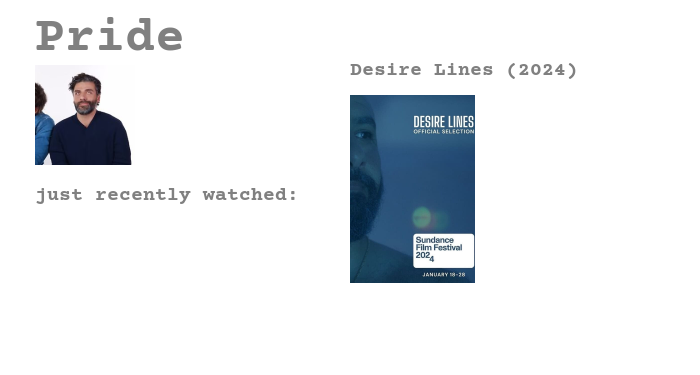 Pride
just recently watched:
Desire Lines (2024)
DESIRE LINES
OFFICIAL SELECTION
Sundance
Film Festival
2024
JANUARY 18-28